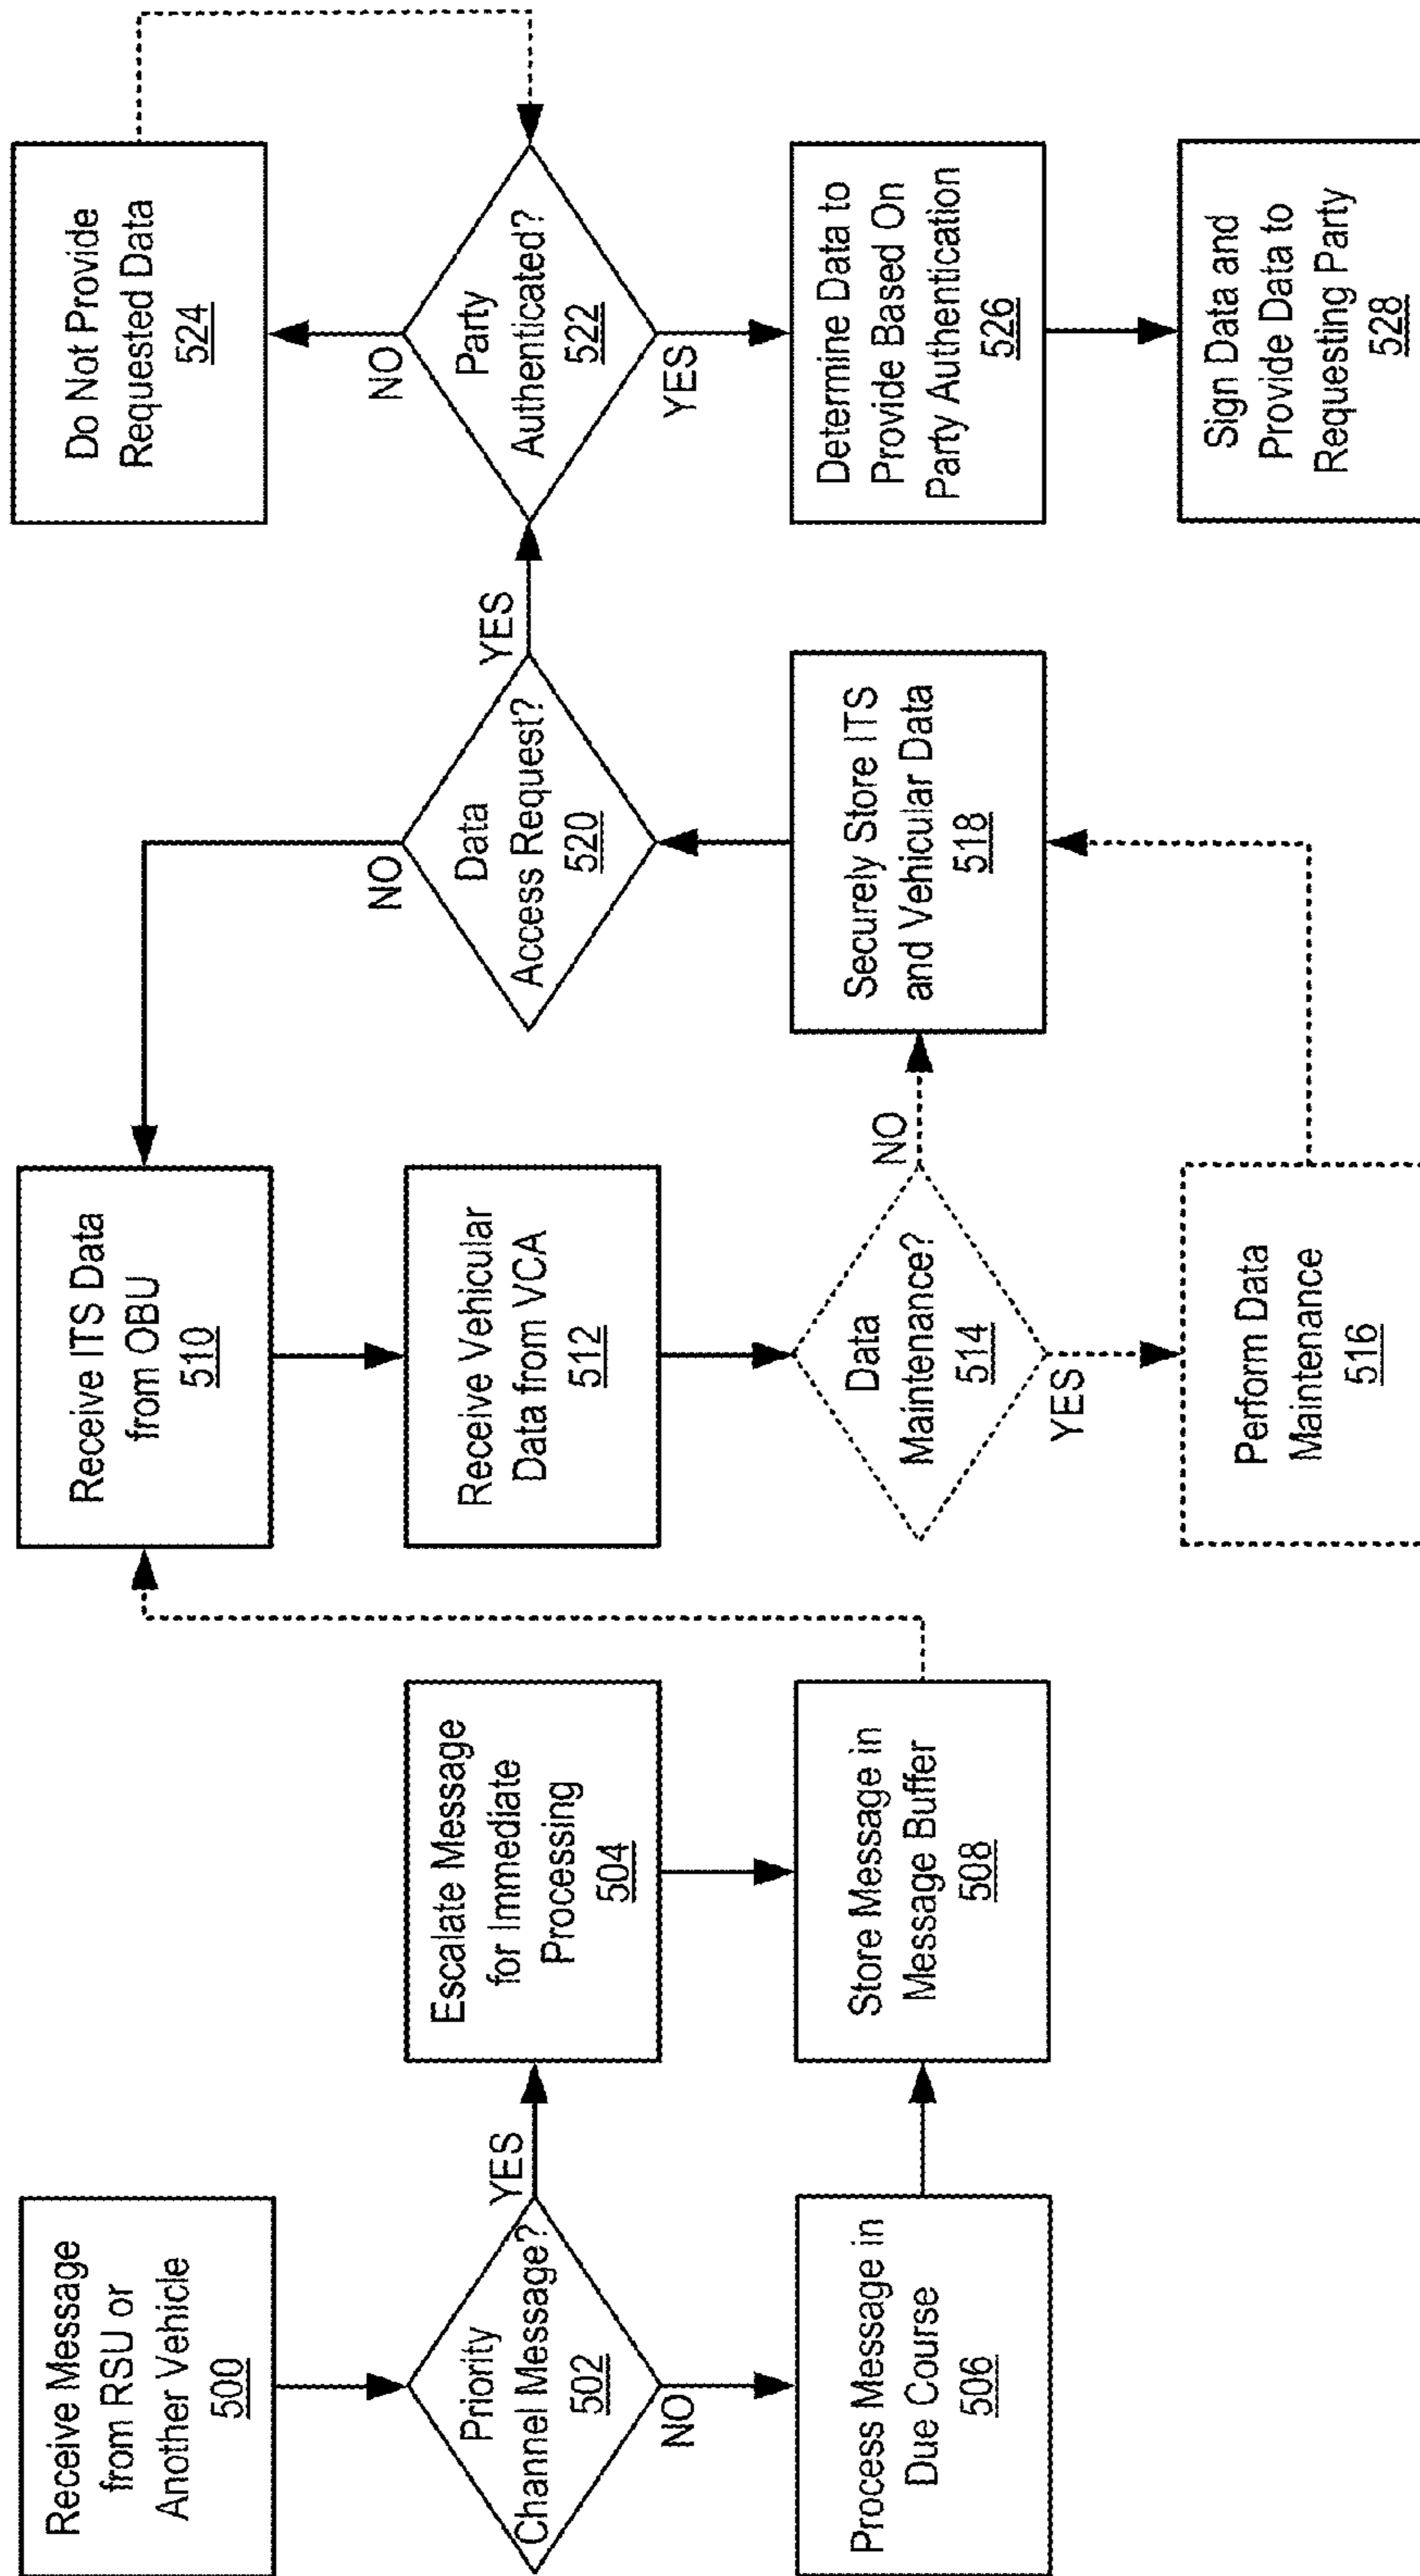 Receive Message
from RSU or
Another Vehicle
500
Priority
Channel Message?
502
YES
NO
Escalate Message
for Immediate
Processing
504
Process Message in
Due Course
506
Store Message in
Message Buffer
508
Receive ITS Data
from OBU
510
Receive Vehicular
Data from VCA
512
Data
Maintenance?
514
NO
YES
Perform Data
Maintenance
516
Securely Store ITS
and Vehicular Data
518
Data
Access Request?
520
NO
YES
Party
Authenticated?
522
NO
YES
Do Not Provide
Requested Data
524
Determine Data to
Provide Based On
Party Authentication
526
Sign Data and
Provide Data to
Requesting Party
528